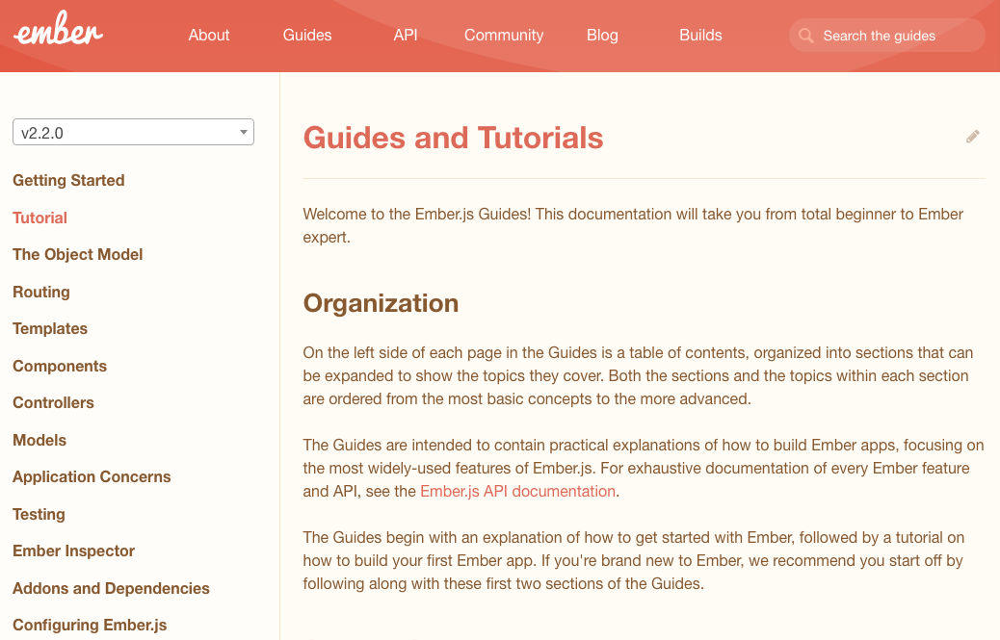 ember
About Guides API Community Blog Builds Search the guides
v2.2.0
Getting Started
Tutorial
The Object Model
Routing
Templates
Components
Controllers
Models
Application Concerns
Testing
Ember Inspector
Addons and Dependencies
Configuring Ember.js
Guides and Tutorials
Welcome to the Ember.js Guides! This documentation will take you from total beginner to Ember
expert.
Organization
On the left side of each page in the Guides is a table of contents, organized into sections that can
be expanded to show the topics they cover. Both the sections and the topics within each section
are ordered from the most basic concepts to the more advanced.
The Guides are intended to contain practical explanations of how to build Ember apps, focusing on
the most widely-used features of Ember.js. For exhaustive documentation of every Ember feature
and API, see the Ember.js API documentation.
The Guides begin with an explanation of how to get started with Ember, followed by a tutorial on
how to build your first Ember app. If you're brand new to Ember, we recommend you start off by
following along with these first two sections of the Guides.